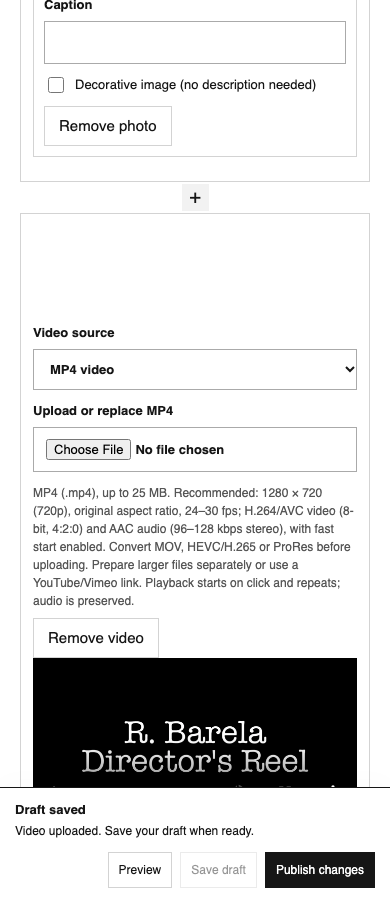 Caption
Decorative image (no description needed)
Remove photo
+
Video source
MP4 video
Upload or replace MP4
Choose File No file chosen
MP4 (.mp4), up to 25 MB. Recommended: 1280 × 720
(720p), original aspect ratio, 24–30 fps; H.264/AVC video (8-
bit, 4:2:0) and AAC audio (96–128 kbps stereo), with fast
start enabled. Convert MOV, HEVC/H.265 or ProRes before
uploading. Prepare larger files separately or use a
YouTube/Vimeo link. Playback starts on click and repeats;
audio is preserved.
Remove video
R. Barela
Director's Reel
Draft saved
Video uploaded. Save your draft when ready.
Preview Save draft Publish changes